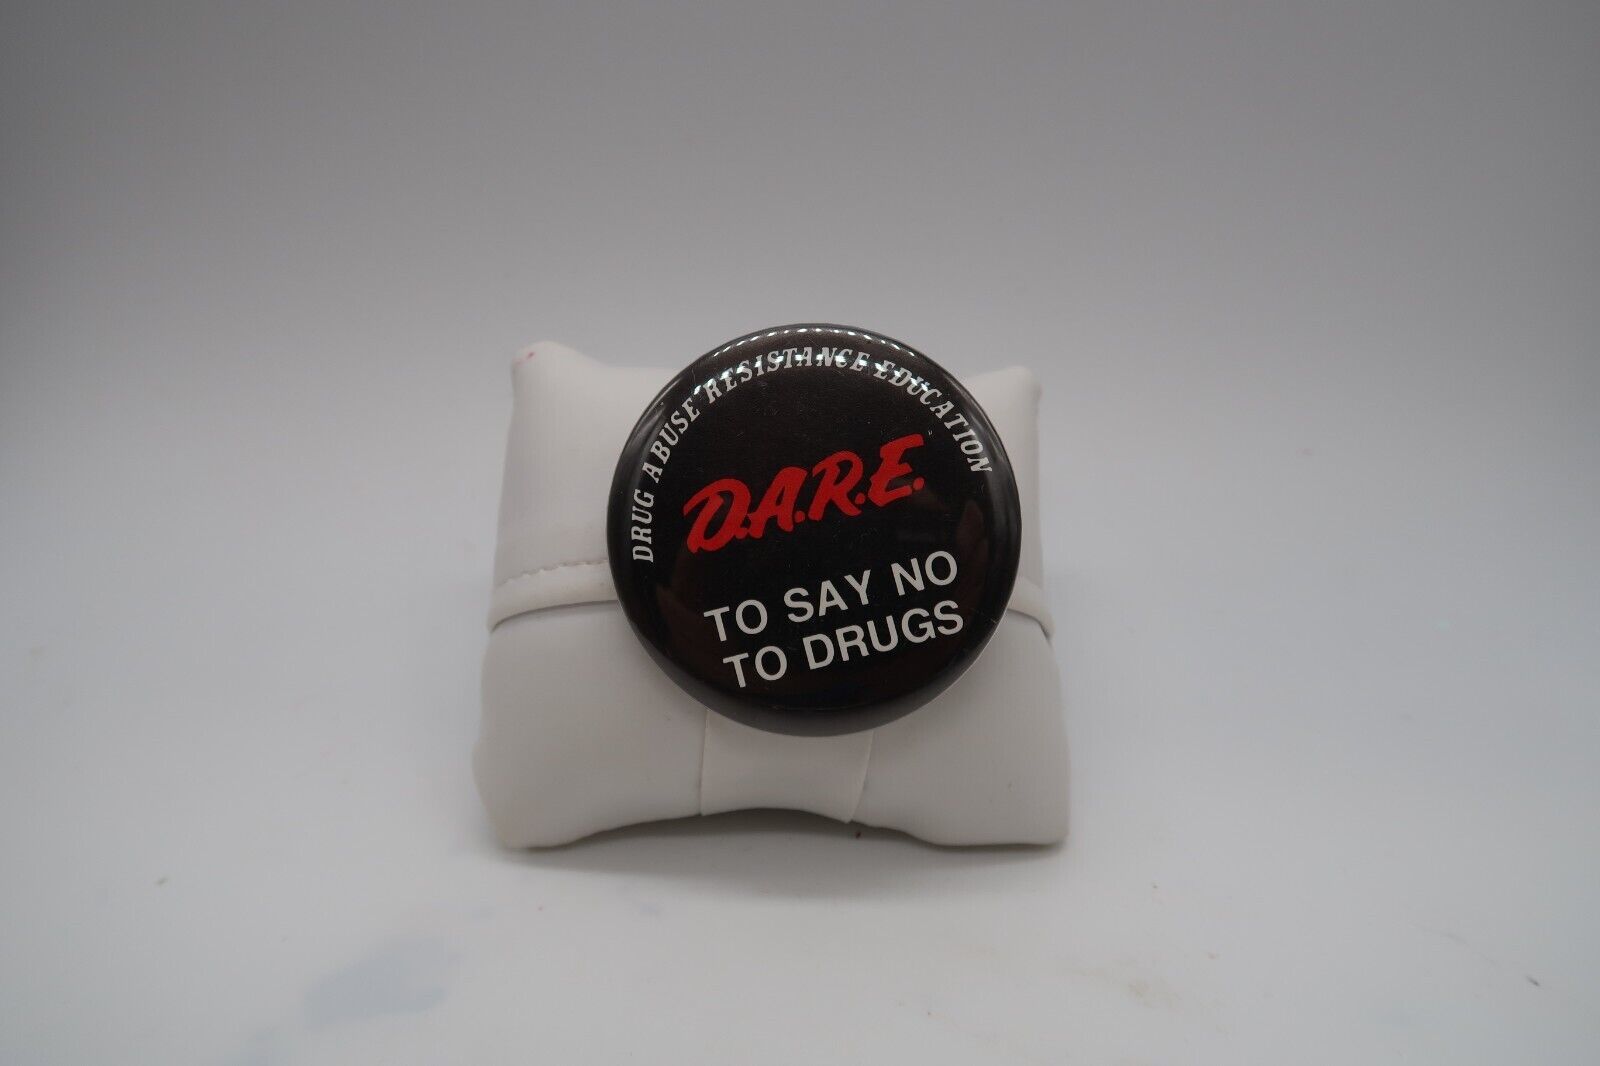 DRUG ABUSE RESISTANCE EDUCATION
D.A.R.E.
TO SAY NO
TO DRUGS